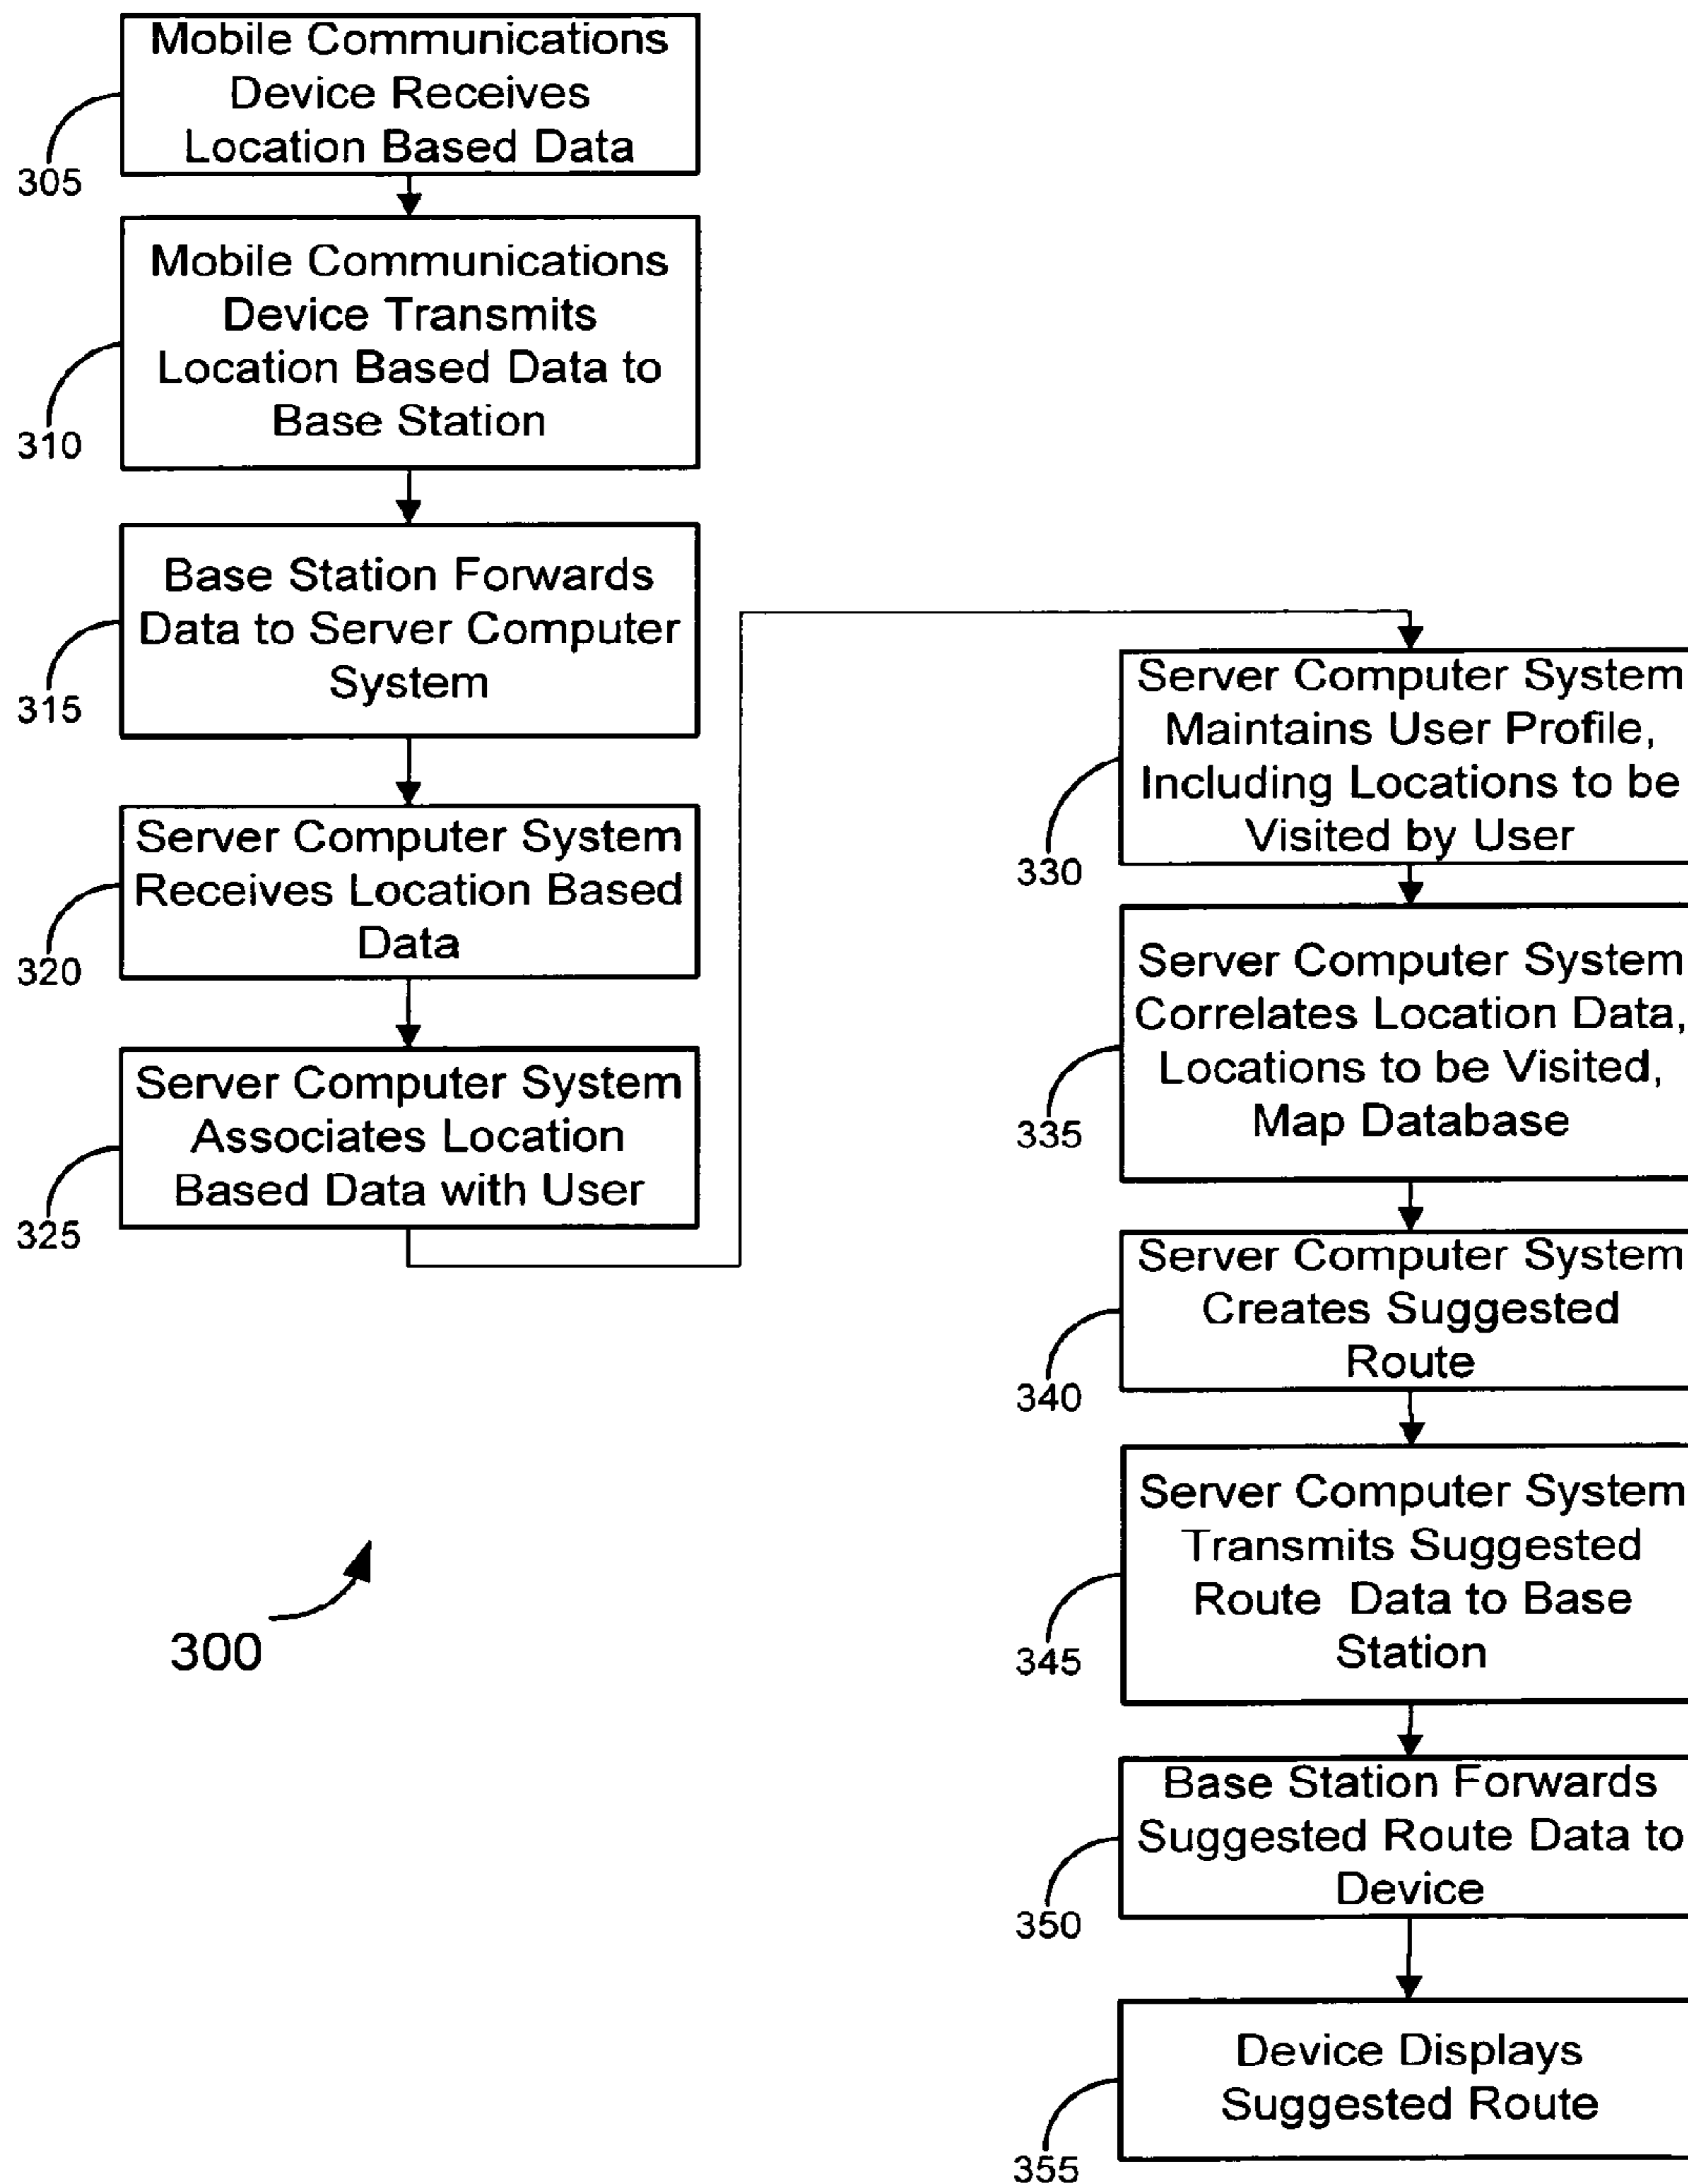 Mobile Communications
Device Receives
Location Based Data
305
Mobile Communications
Device Transmits
Location Based Data to
Base Station
310
Base Station Forwards
Data to Server Computer
System
315
Server Computer System
Receives Location Based
Data
320
Server Computer System
Associates Location
Based Data with User
325
Server Computer System
Maintains User Profile,
Including Locations to be
Visited by User
330
Server Computer System
Correlates Location Data,
Locations to be Visited,
Map Database
335
Server Computer System
Creates Suggested
Route
340
Server Computer System
Transmits Suggested
Route Data to Base
Station
345
Base Station Forwards
Suggested Route Data to
Device
350
Device Displays
Suggested Route
355
300